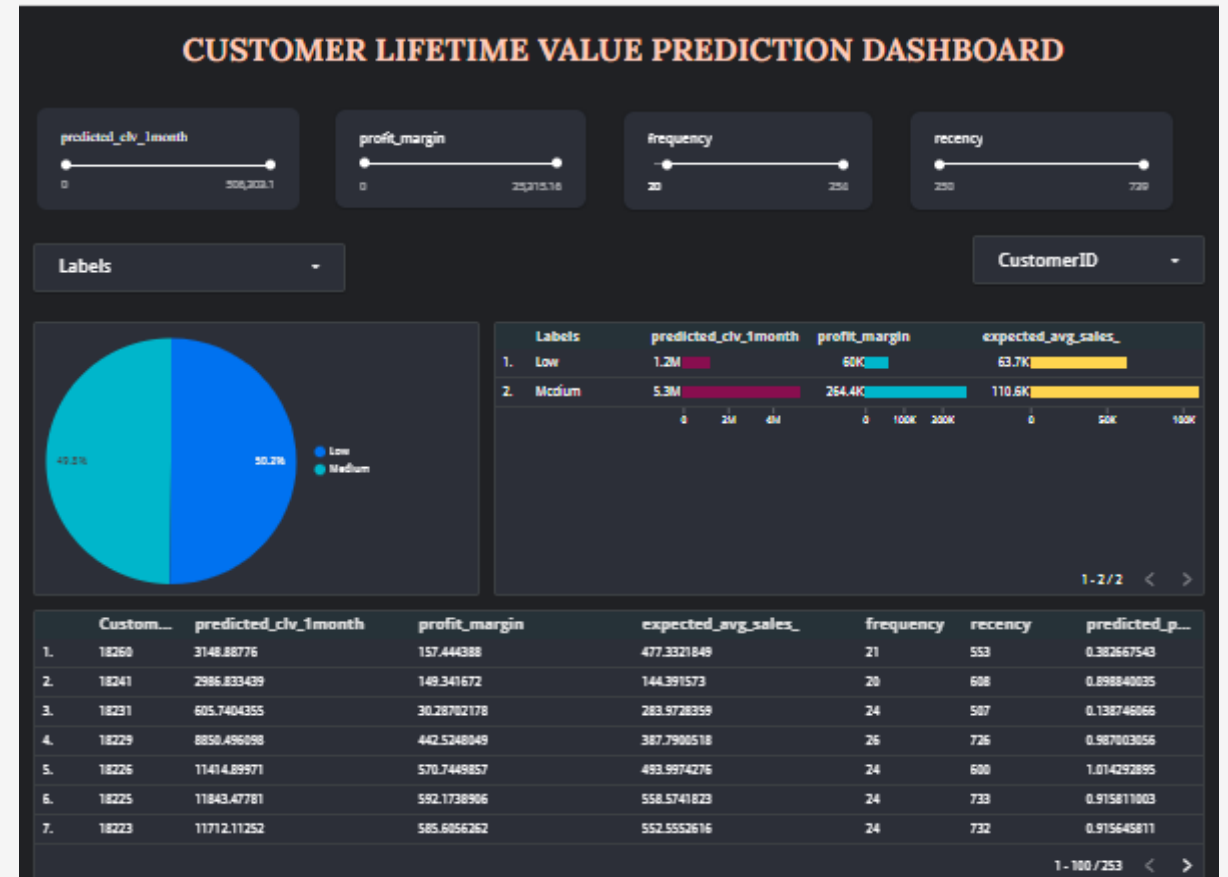 CUSTOMER LIFETIME VALUE PREDICTION DASHBOARD
predicted_clv_1month profit_margin frequency recency
0 0 25,315.16 20 254 250 739
Labels CustomerID
Labels predicted_clv_1month profit_margin expected_avg_sales_
1. Low 1.2M 60K 63.7K
2. Medium 5.3M 264.4K 110.6K
0 2M 4M 0 100K 200K 0 50K 100K
Low
Medium
49.8% 50.2%
1 - 2 / 2
Custom... predicted_clv_1month profit_margin expected_avg_sales_ frequency recency predicted_p...
1. 18260 3148.88776 157.444388 477.3321849 21 553 0.382667543
2. 18241 2986.833439 149.341672 144.391573 20 608 0.898840035
3. 18231 605.7404355 30.28702178 283.9728359 24 507 0.138746066
4. 18229 8850.496098 442.5248049 387.7900518 26 726 0.987003056
5. 18226 11414.89971 570.7449857 493.9974276 24 600 1.014292895
6. 18225 11843.47781 592.1738906 558.5741823 24 733 0.915811003
7. 18223 11712.11252 585.6056262 552.5552616 24 732 0.915645811
1 - 100 / 253